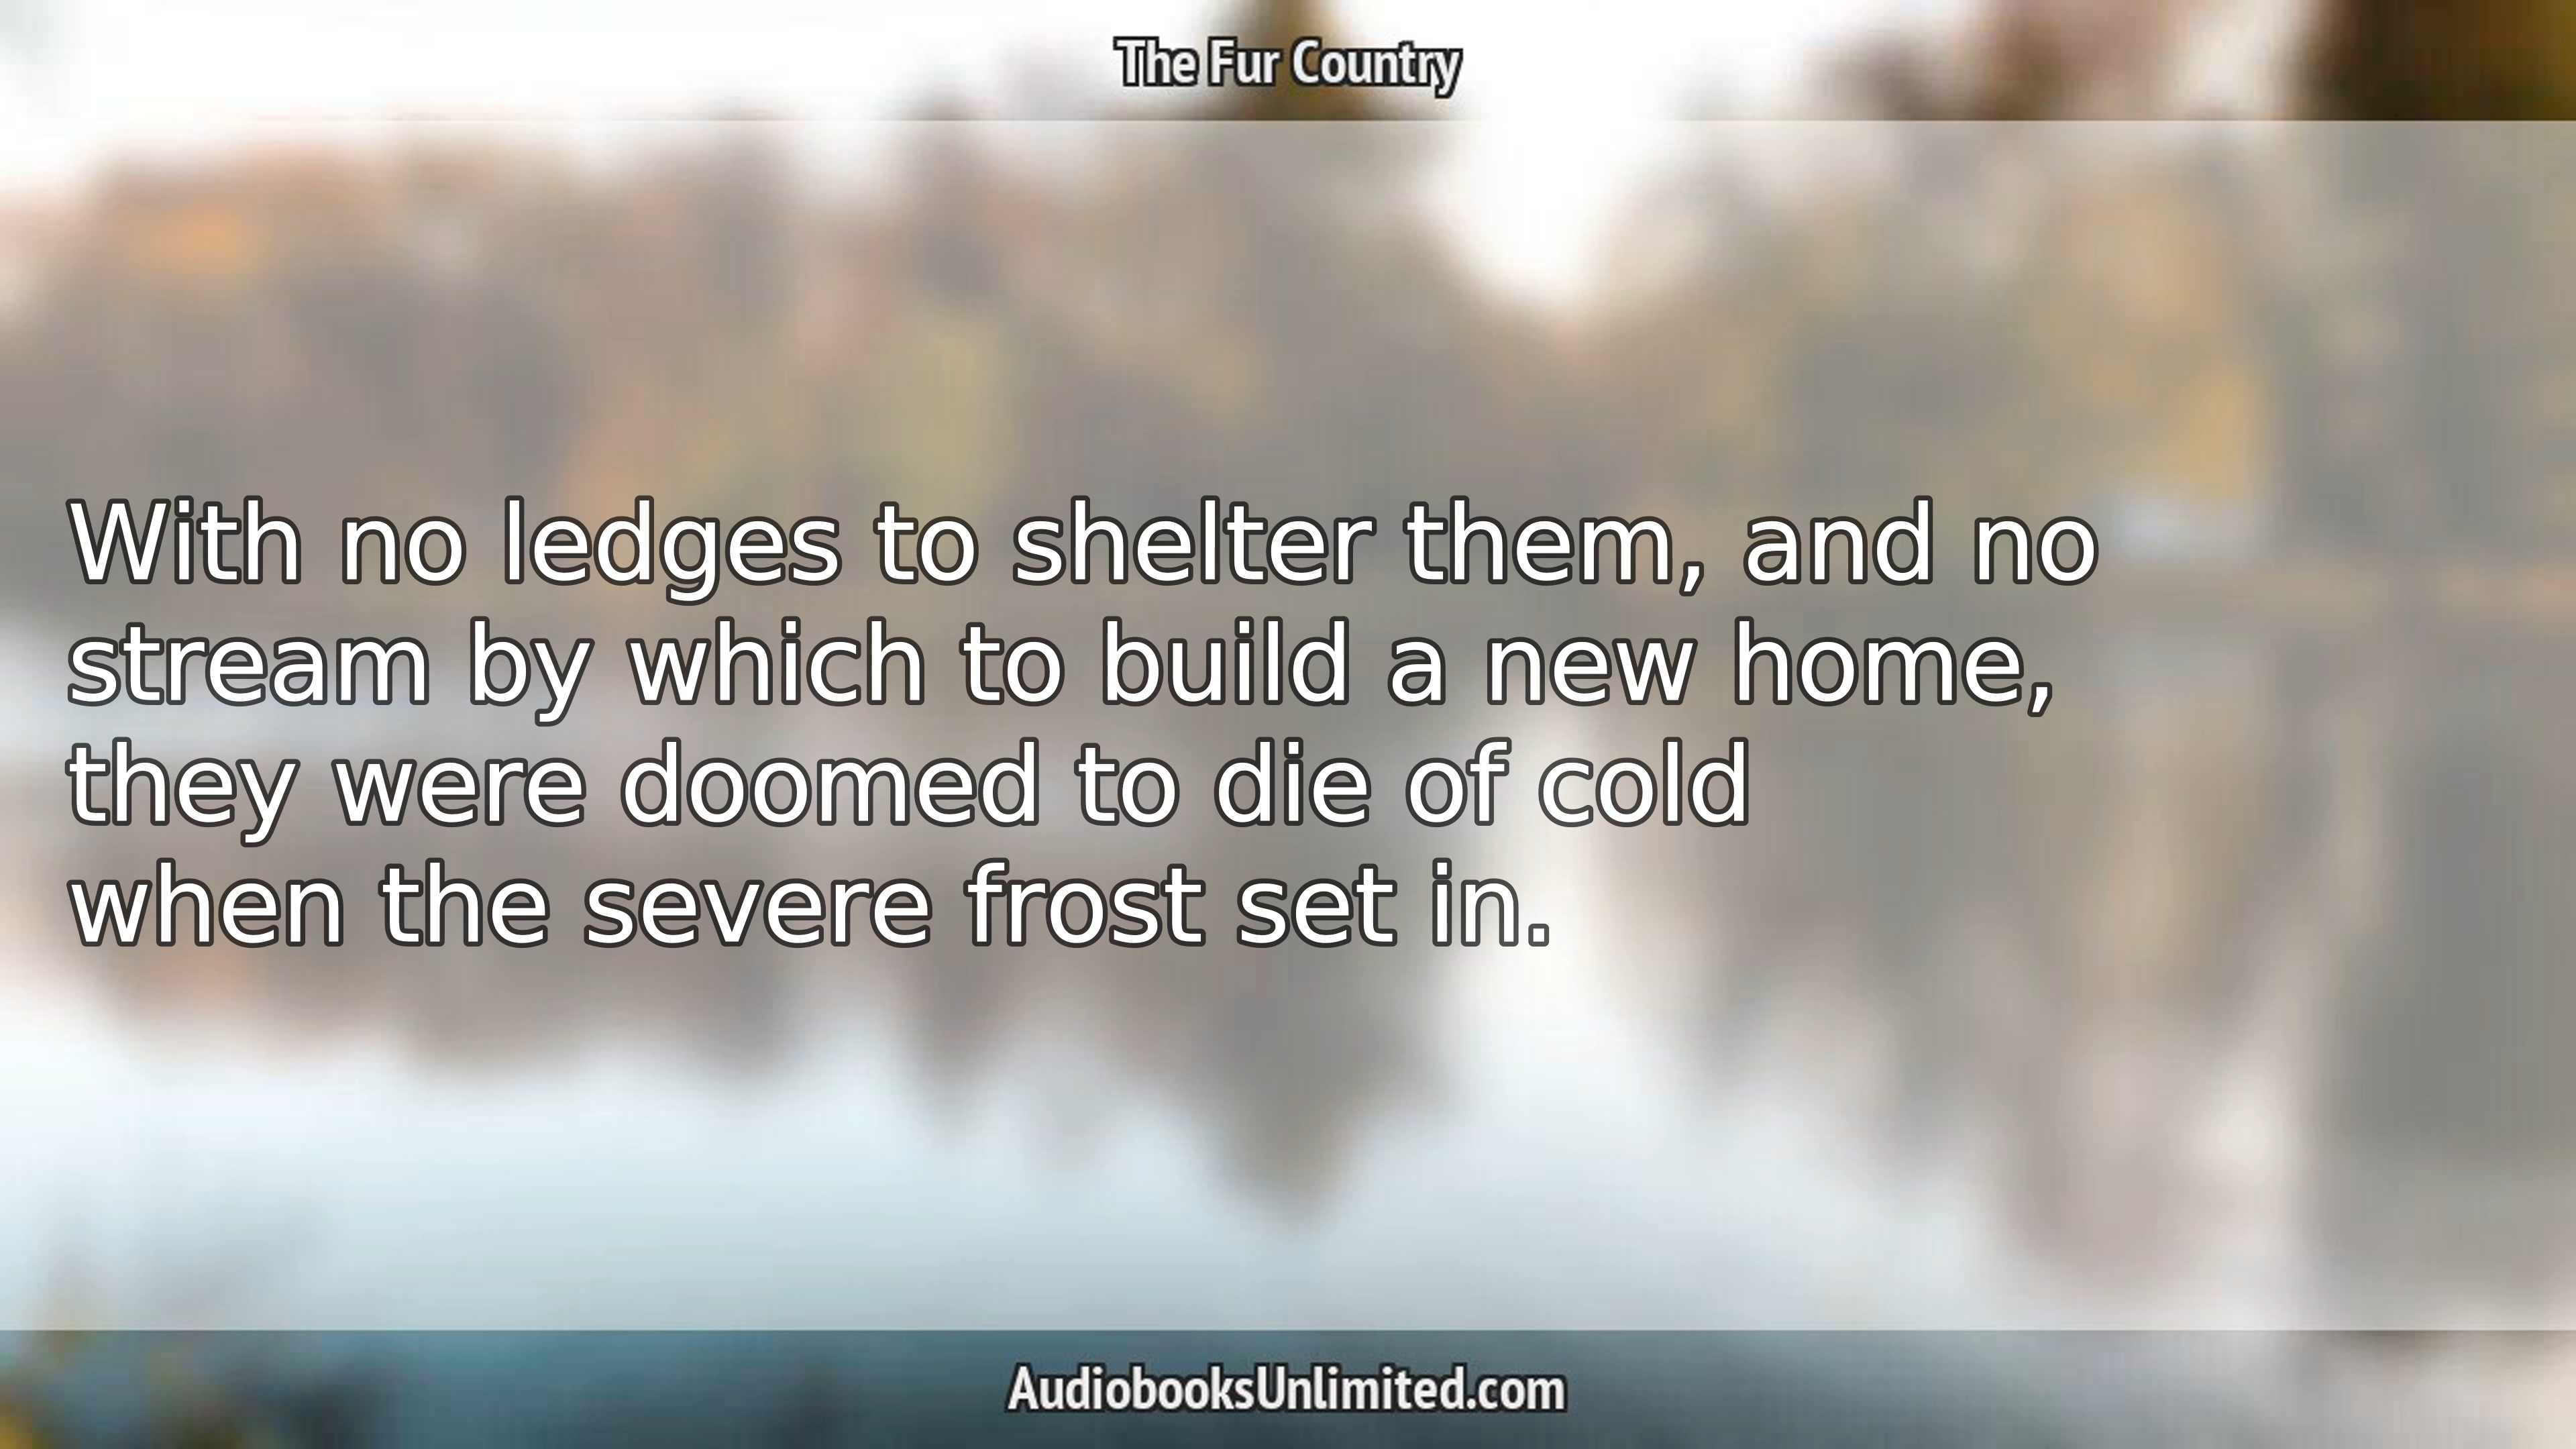 The Fur Country
With no ledges to shelter them, and no
stream by which to build a new home,
they were doomed to die of cold
when the severe frost set in.
AudiobooksUnlimited.com